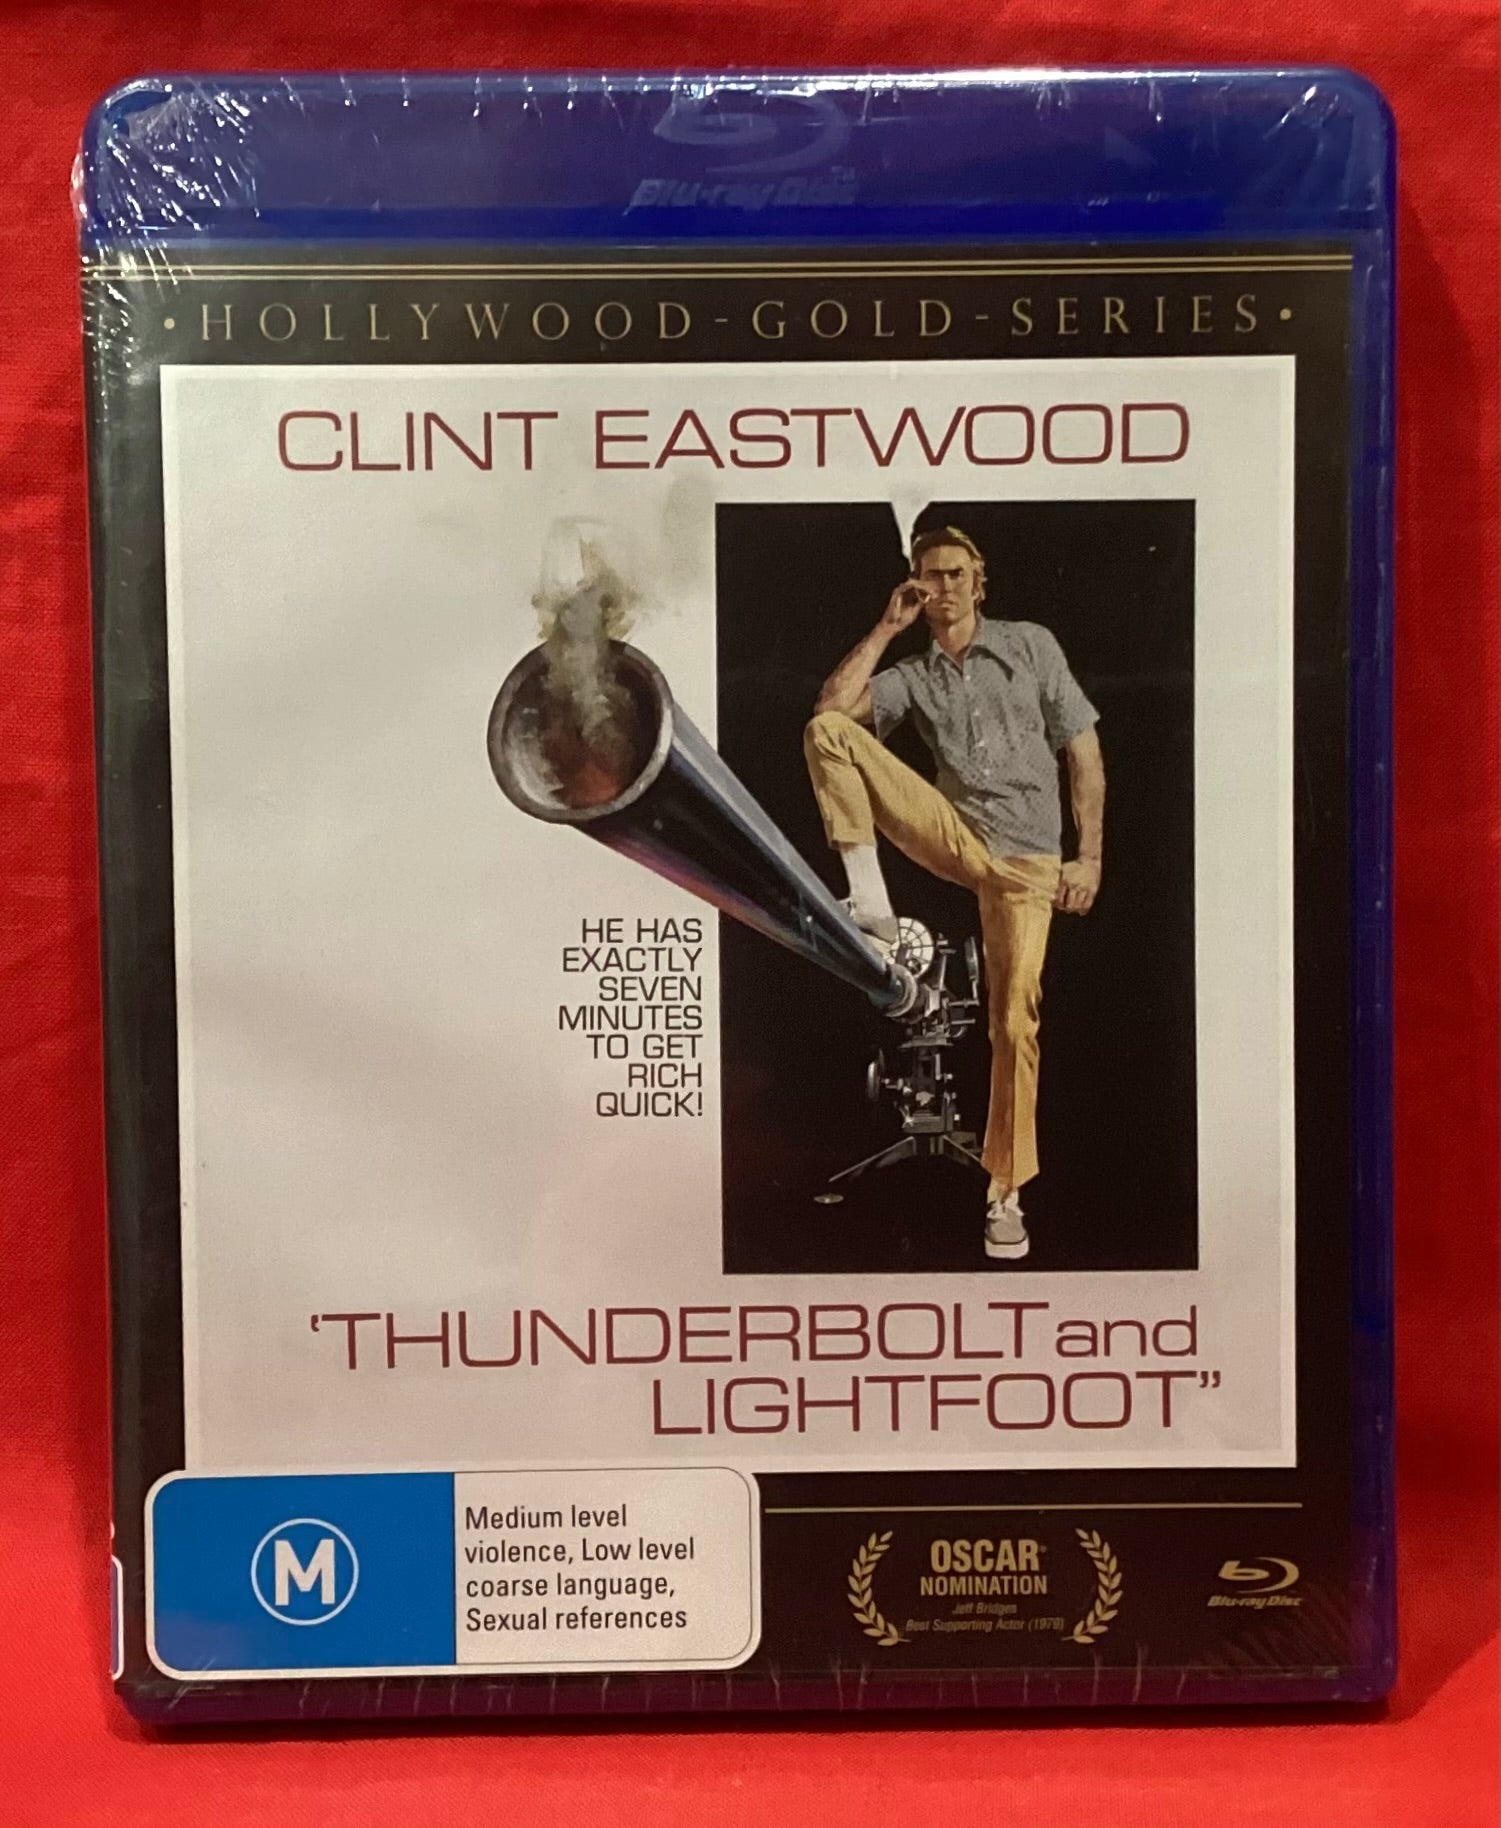 Blu-ray Disc™
·HOLLYWOOD-GOLD-SERIES·
CLINT EASTWOOD
HE HAS
EXACTLY
SEVEN
MINUTES
TO GET
RICH
QUICK!
‘THUNDERBOLT and
LIGHTFOOT”
M
Medium level
violence, Low level
coarse language,
Sexual references
OSCAR®
NOMINATION
Jeff Bridges
Best Supporting Actor (1979)
Blu-ray Disc